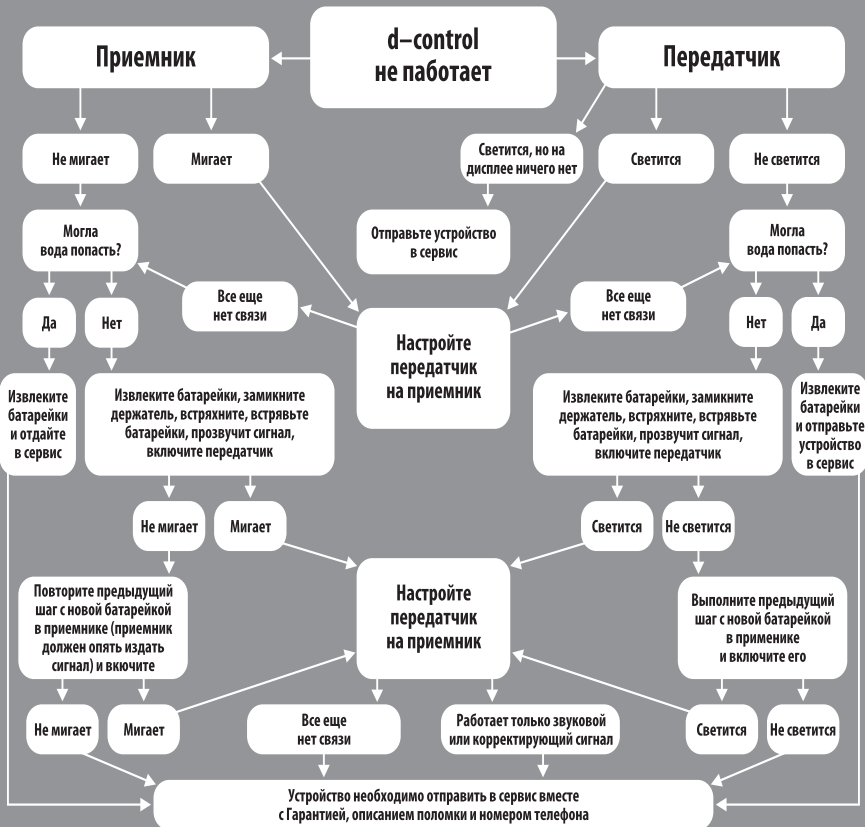 d–control
не паботает
Приемник
Передатчик
Не мигает
Мигает
Светится, но на
дисплее ничего нет
Светится
Не светится
Могла
вода попасть?
Отправьте устройство
в сервис
Могла
вода попасть?
Все еще
нет связи
Все еще
нет связи
Да
Нет
Настройте
передатчик
на приемник
Нет
Да
Извлеките
батарейки
и отдайте
в сервис
Извлеките батарейки, замикните
держатель, встряхните, встрявьте
батарейки, прозвучит сигнал,
включите передатчик
Извлеките батарейки, замикните
держатель, встряхните, встрявьте
батарейки, прозвучит сигнал,
включите передатчик
Извлеките
батарейки
и отправьте
устройство
в сервис
Не мигает
Мигает
Светится
Не светится
Повторите предыдущий
шаг с новой батарейкой
в приемнике (приемник
должен опять издать
сигнал) и вкючите
Настройте
передатчик
на приемник
Выполните предыдущий
шаг с новой батарейкой
в применике
и включите его
Не мигает
Мигает
Все еще
нет связи
Работает только звуковой
или корректирующий сигнал
Светится
Не светится
Устройство необходимо отправить в сервис вместе
с Гарантией, описанием поломки и номером телефона